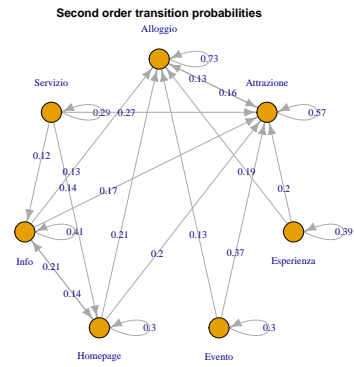 Second order transition probabilities
Alloggio
0.73
0.13
0.16
Servizio
Attrazione
0.29
0.27
0.57
0.12
0.13
0.14
0.17
0.19
0.2
0.41
0.21
0.13
0.39
Info
0.21
0.2
0.37
Esperienza
0.14
0.3
0.3
Homepage
Evento